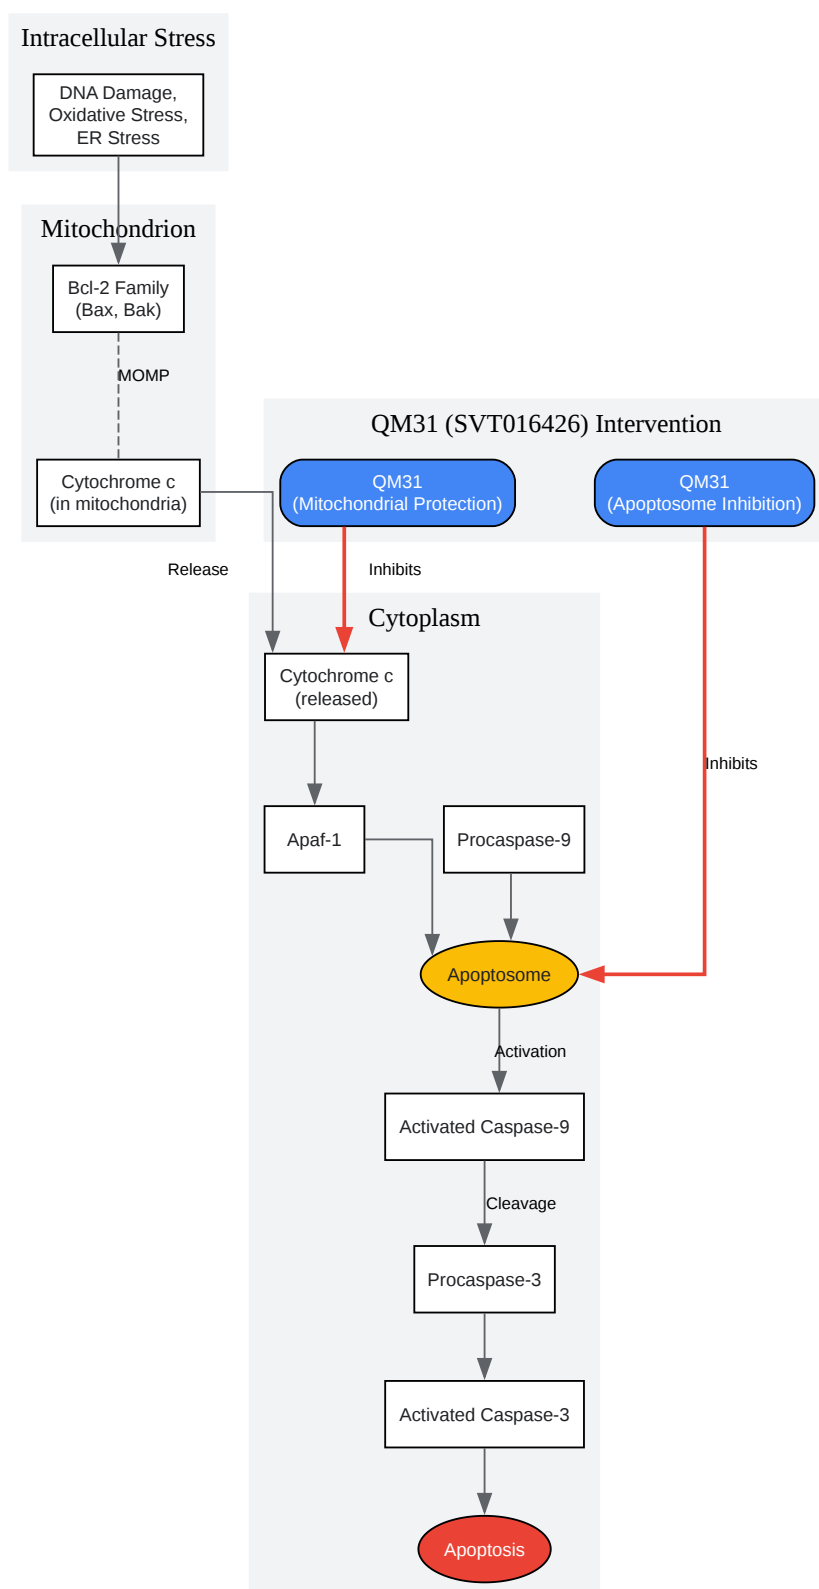 Intracellular Stress
DNA Damage,
Oxidative Stress,
ER Stress
Mitochondrion
Bcl-2 Family
(Bax, Bak)
MOMP
Cytochrome c
(in mitochondria)
QM31 (SVT016426) Intervention
QM31
(Mitochondrial Protection)
QM31
(Apoptosome Inhibition)
Release
Inhibits
Cytoplasm
Cytochrome c
(released)
Inhibits
Apaf-1
Procaspase-9
Apoptosome
Activation
Activated Caspase-9
Cleavage
Procaspase-3
Activated Caspase-3
Apoptosis